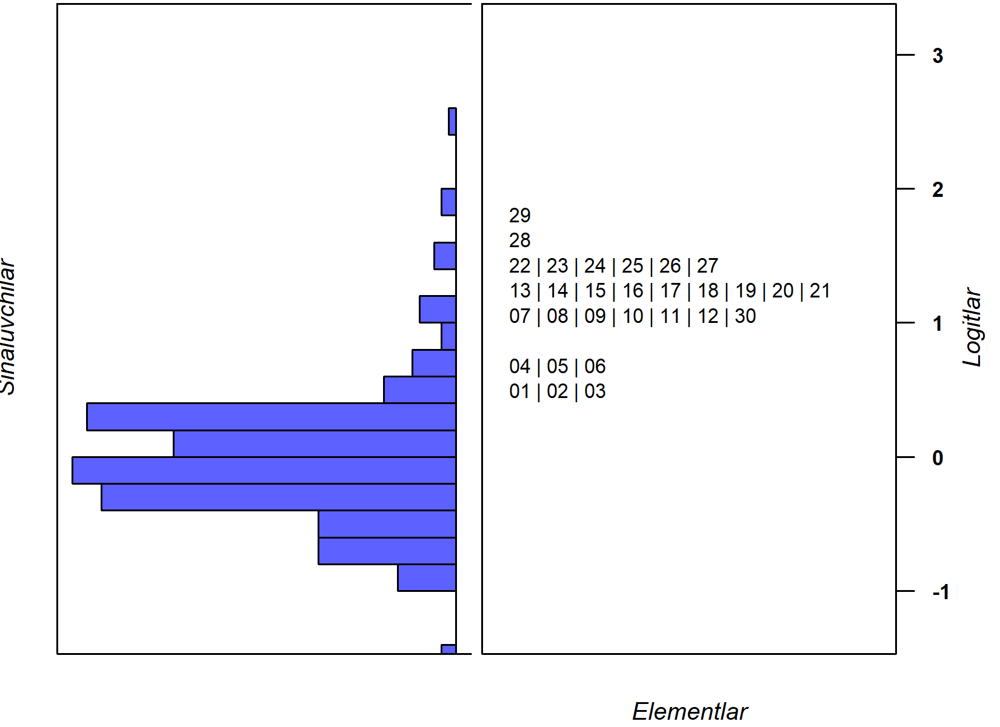 Sinaluvchilar
29
28
22 | 23 | 24 | 25 | 26 | 27
13 | 14 | 15 | 16 | 17 | 18 | 19 | 20 | 21
07 | 08 | 09 | 10 | 11 | 12 | 30
04 | 05 | 06
01 | 02 | 03
3
2
1
0
-1
Logitlar
Elementlar